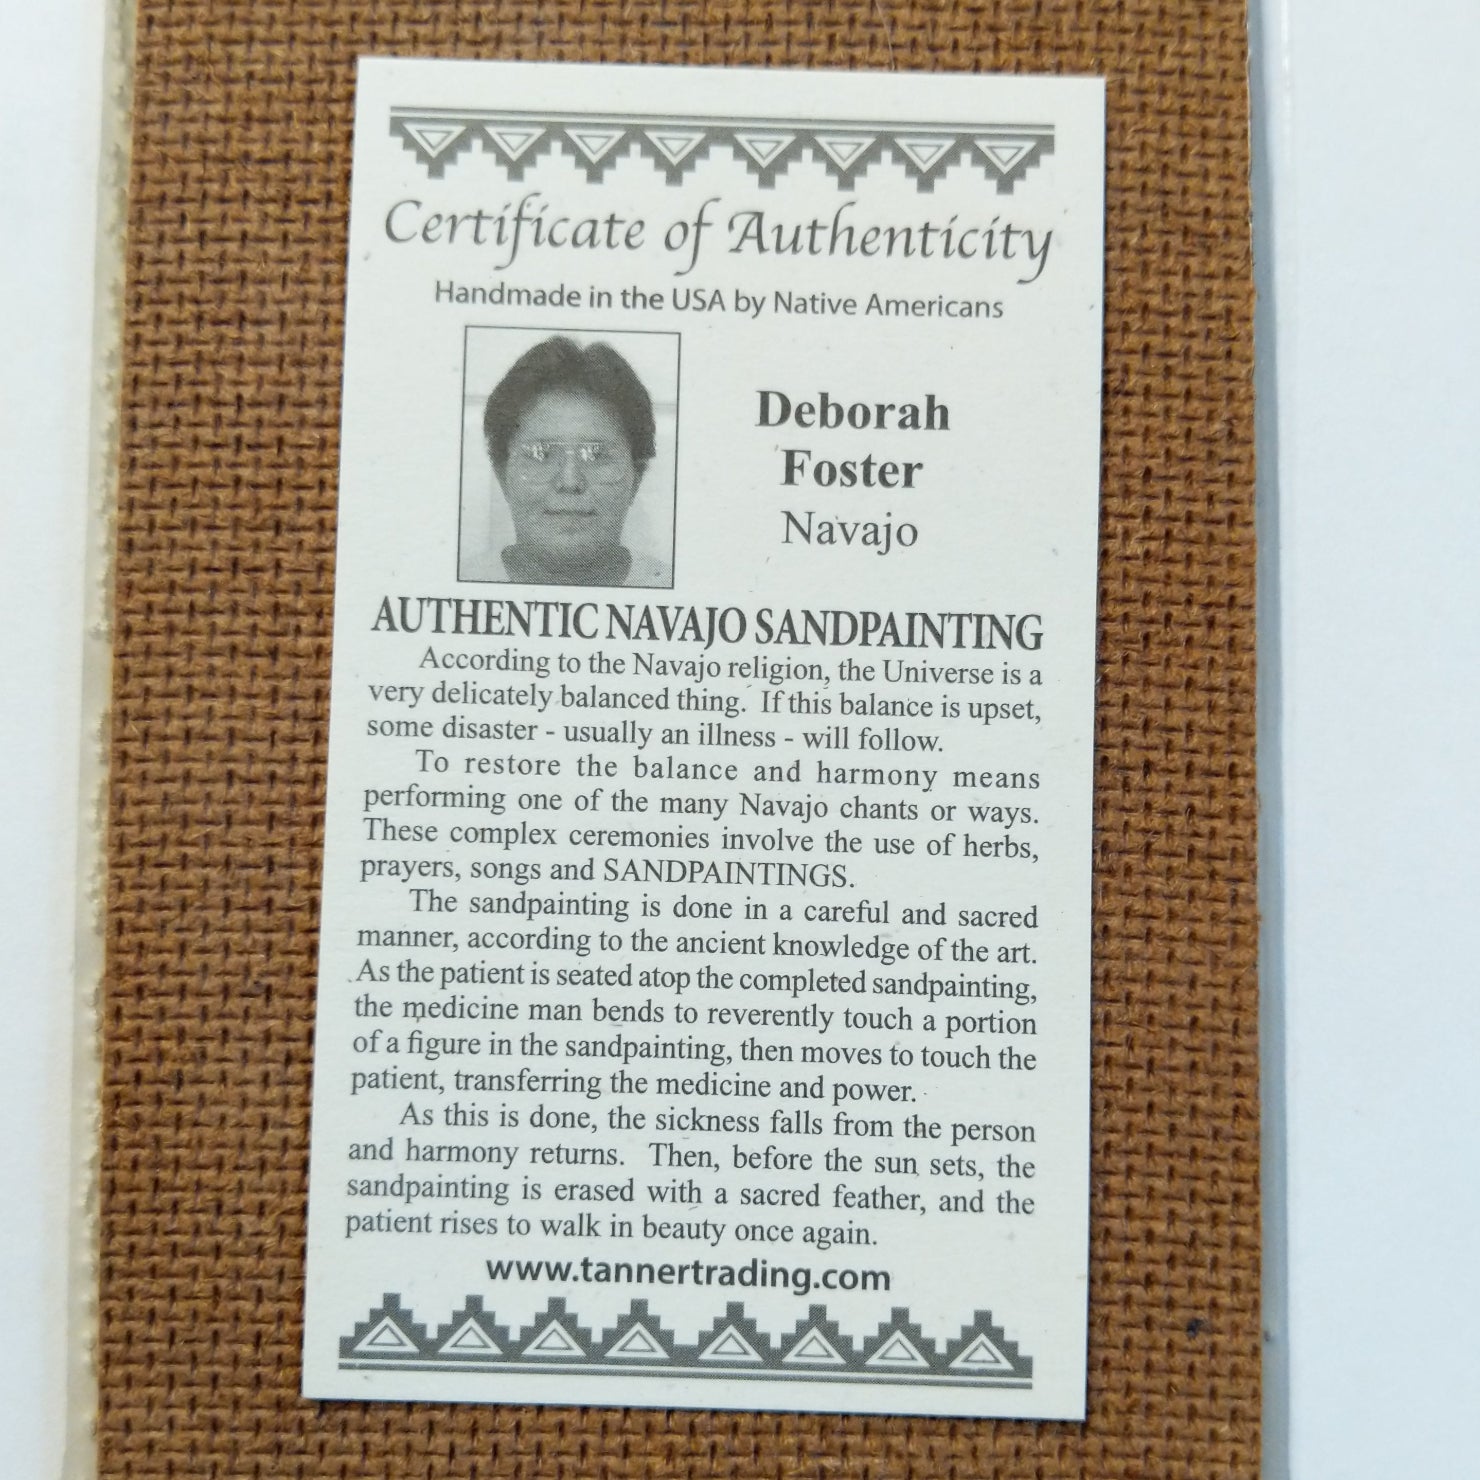 Certificate of Authenticity
Handmade in the USA by Native Americans
Deborah
Foster
Navajo
AUTHENTIC NAVAJO SANDPAINTING
According to the Navajo religion, the Universe is a
very delicately balanced thing. If this balance is upset,
some disaster - usually an illness - will follow.
To restore the balance and harmony means
performing one of the many Navajo chants or ways.
These complex ceremonies involve the use of herbs,
prayers, songs and SANDPAINTINGS.
The sandpainting is done in a careful and sacred
manner, according to the ancient knowledge of the art.
As the patient is seated atop the completed sandpainting,
the medicine man bends to reverently touch a portion
of a figure in the sandpainting, then moves to touch the
patient, transferring the medicine and power.
As this is done, the sickness falls from the person
and harmony returns. Then, before the sun sets, the
sandpainting is erased with a sacred feather, and the
patient rises to walk in beauty once again.
www.tannertrading.com